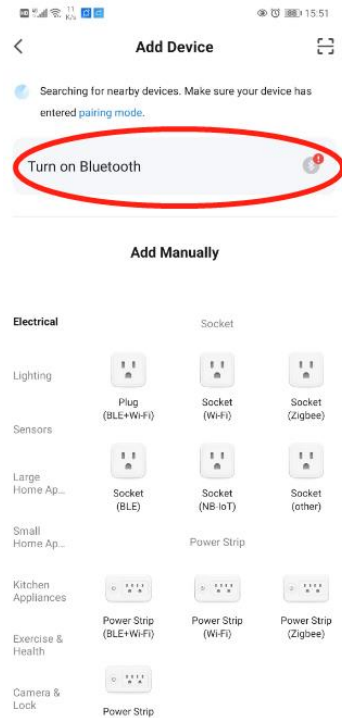 11
K/s
15:51
Add Device
Searching for nearby devices. Make sure your device has
entered pairing mode.
Turn on Bluetooth
Add Manually
Electrical
Socket
Lighting
Plug
(BLE+Wi-Fi)
Socket
(Wi-Fi)
Socket
(Zigbee)
Sensors
Large
Home Ap...
Socket
(BLE)
Socket
(NB-IoT)
Socket
(other)
Small
Home Ap...
Power Strip
Kitchen
Appliances
Power Strip
(BLE+Wi-Fi)
Power Strip
(Wi-Fi)
Power Strip
(Zigbee)
Exercise &
Health
Camera &
Lock
Power Strip